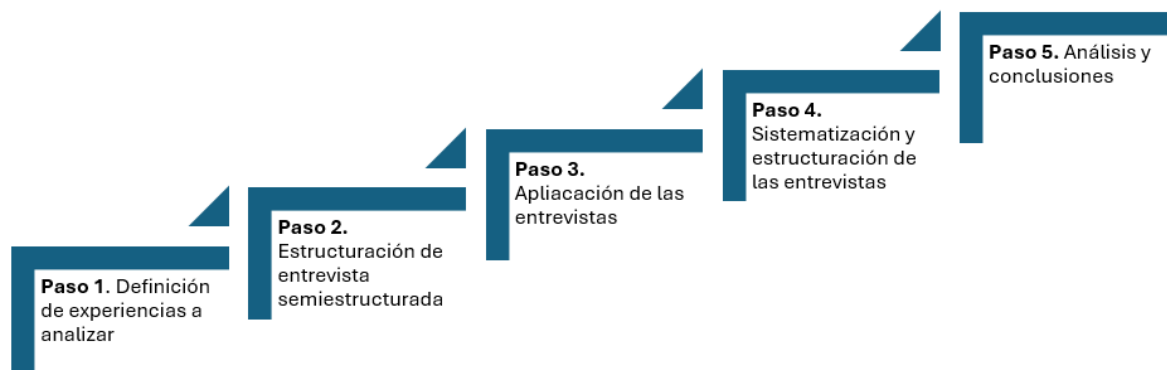 Paso 1. Definición
de experiencias a
analizar
Paso 2.
Estructuración de
entrevista
semiestructurada
Paso 3.
Apliacación de las
entrevistas
Paso 4.
Sistematización y
estructuración de
las entrevistas
Paso 5. Análisis y
conclusiones